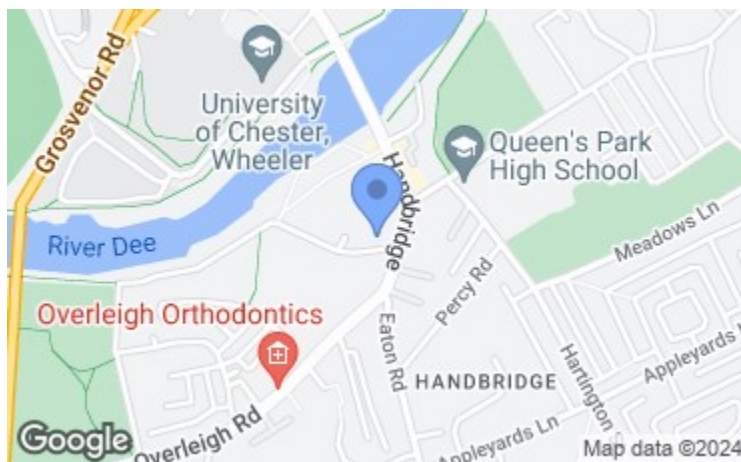 Grosvenor Rd
University
of Chester,
Wheeler
Handbridge
Queen's Park
High School
River Dee
Meadows Ln
Percy Rd
Overleigh Orthodontics
Eaton Rd
HANDBRIDGE
Hartington
Appleyards
Appleyards Ln
Overleigh Rd
Google
Map data ©2024